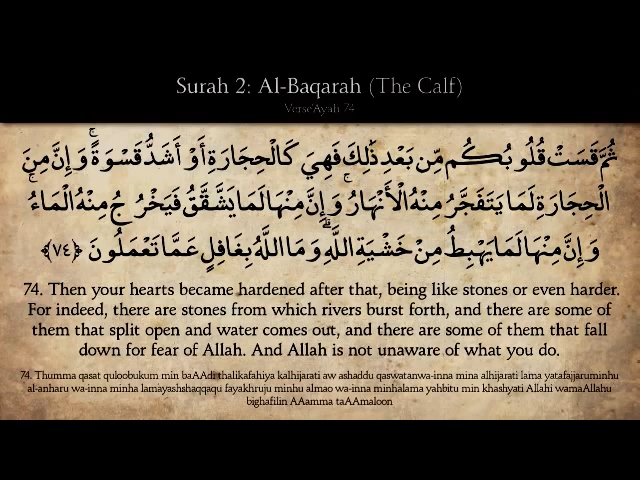 Surah 2: Al-Baqarah (The Calf)
Verse/Ayah 74
ثُمَّ قَسَتْ قُلُوبُكُم مِّن بَعْدِ ذَٰلِكَ فَهِيَ كَالْحِجَارَةِ أَوْ أَشَدُّ قَسْوَةً ۚ وَإِنَّ مِنَ
الْحِجَارَةِ لَمَا يَتَفَجَّرُ مِنْهُ الْأَنْهَارُ ۚ وَإِنَّ مِنْهَا لَمَا يَشَّقَّقُ فَيَخْرُجُ مِنْهُ الْمَاءُ ۚ
وَإِنَّ مِنْهَا لَمَا يَهْبِطُ مِنْ خَشْيَةِ اللَّهِ ۗ وَمَا اللَّهُ بِغَافِلٍ عَمَّا تَعْمَلُونَ ﴿٧٤﴾
74. Then your hearts became hardened after that, being like stones or even harder.
For indeed, there are stones from which rivers burst forth, and there are some of
them that split open and water comes out, and there are some of them that fall
down for fear of Allah. And Allah is not unaware of what you do.
74. Thumma qasat quloobukum min baAAdi thalikafahiya kalhijarati aw ashaddu qaswatanwa-inna mina alhijarati lama yatafajjaruminhu
al-anharu wa-inna minha lamayashshaqqaqu fayakhruju minhu almao wa-inna minhalama yahbitu min khashyati Allahi wamaAllahu
bighafilin AAamma taAAmaloon